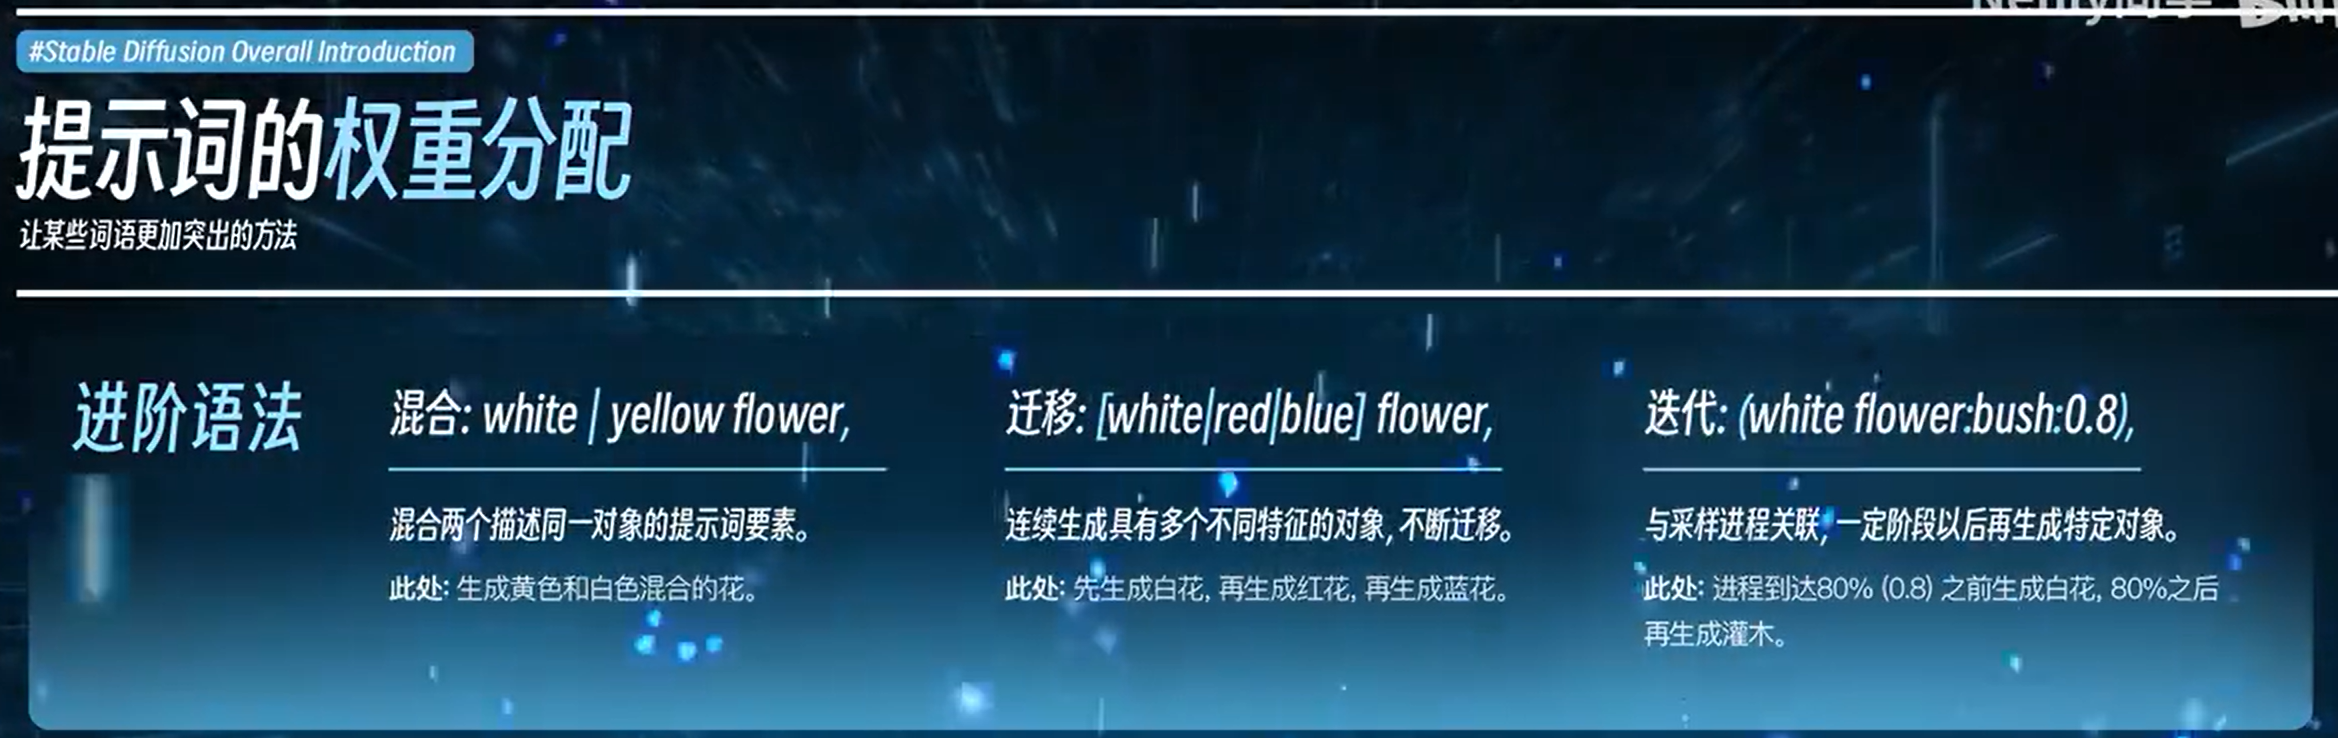 #Stable Diffusion Overall Introduction
提示词的权重分配
让某些词语更加突出的方法
进阶语法
混合: white | yellow flower,
混合两个描述同一对象的提示词要素。
此处: 生成黄色和白色混合的花。
迁移: [white|red|blue] flower,
连续生成具有多个不同特征的对象, 不断迁移。
此处: 先生成白花, 再生成红花, 再生成蓝花。
迭代: (white flower:bush:0.8),
与采样进程关联, 一定阶段以后再生成特定对象。
此处: 进程到达80% (0.8) 之前生成白花, 80%之后
再生成灌木。